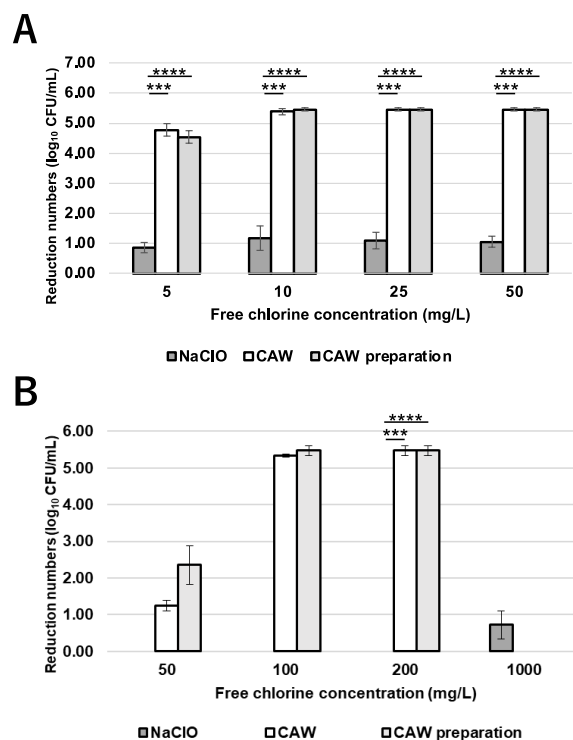 A
Reduction numbers (log10 CFU/mL)
7.00
6.00
5.00
4.00
3.00
2.00
1.00
0.00
**** **** **** ****
*** *** *** ***
5 10 25 50
Free chlorine concentration (mg/L)
NaClO CAW CAW preparation
B
Reduction numbers (log10 CFU/mL)
6.00
5.00
4.00
3.00
2.00
1.00
0.00
****
***
50 100 200 1000
Free chlorine concentration (mg/L)
NaClO CAW CAW preparation